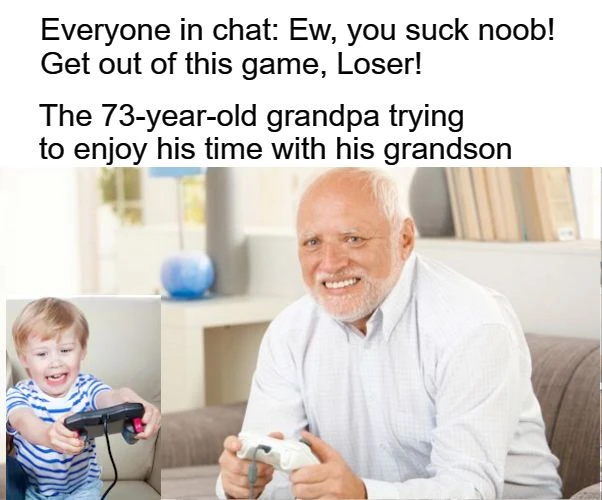 Everyone in chat: Ew, you suck noob!
Get out of this game, Loser!
The 73-year-old grandpa trying
to enjoy his time with his grandson